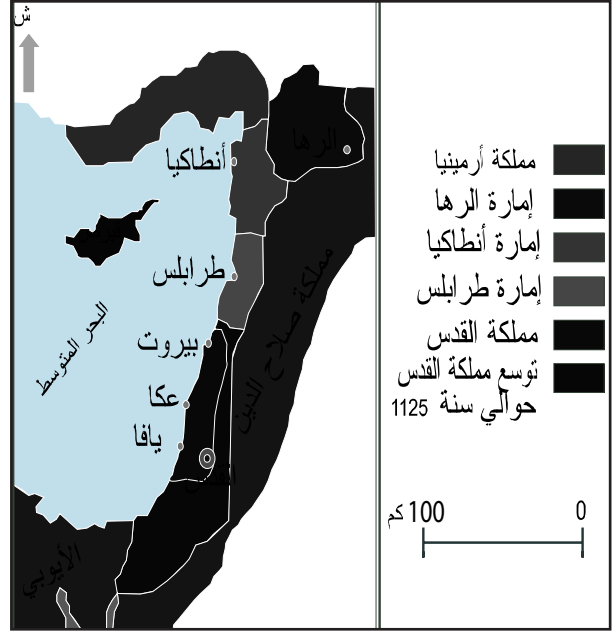 ش
الرها
أنطاكيا
طرابلس
مملكة صلاح الدين
البحر المتوسط
بيروت
عكا
يافا
القدس
الأيوبي
مملكة أرمينيا
إمارة الرها
إمارة أنطاكيا
إمارة طرابلس
مملكة القدس
توسع مملكة القدس
حوالي سنة 1125
0
100 كم